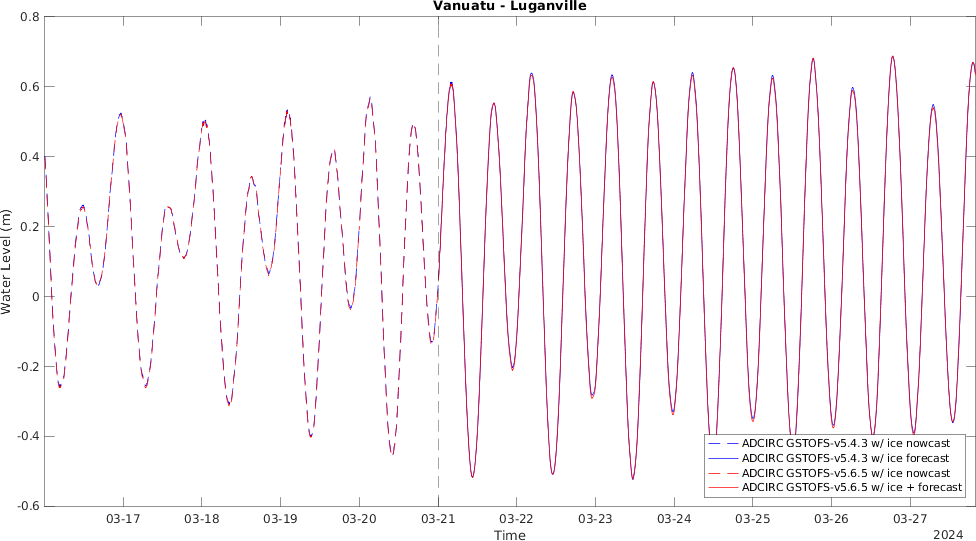 Vanuatu - Luganville
0.8
0.6
0.4
0.2
0
-0.2
-0.4
-0.6
Water Level (m)
03-17 03-18 03-19 03-20 03-21 03-22 03-23 03-24 03-25 03-26 03-27
Time
2024
ADCIRC GSTOFS-v5.4.3 w/ ice nowcast
ADCIRC GSTOFS-v5.4.3 w/ ice forecast
ADCIRC GSTOFS-v5.6.5 w/ ice nowcast
ADCIRC GSTOFS-v5.6.5 w/ ice + forecast